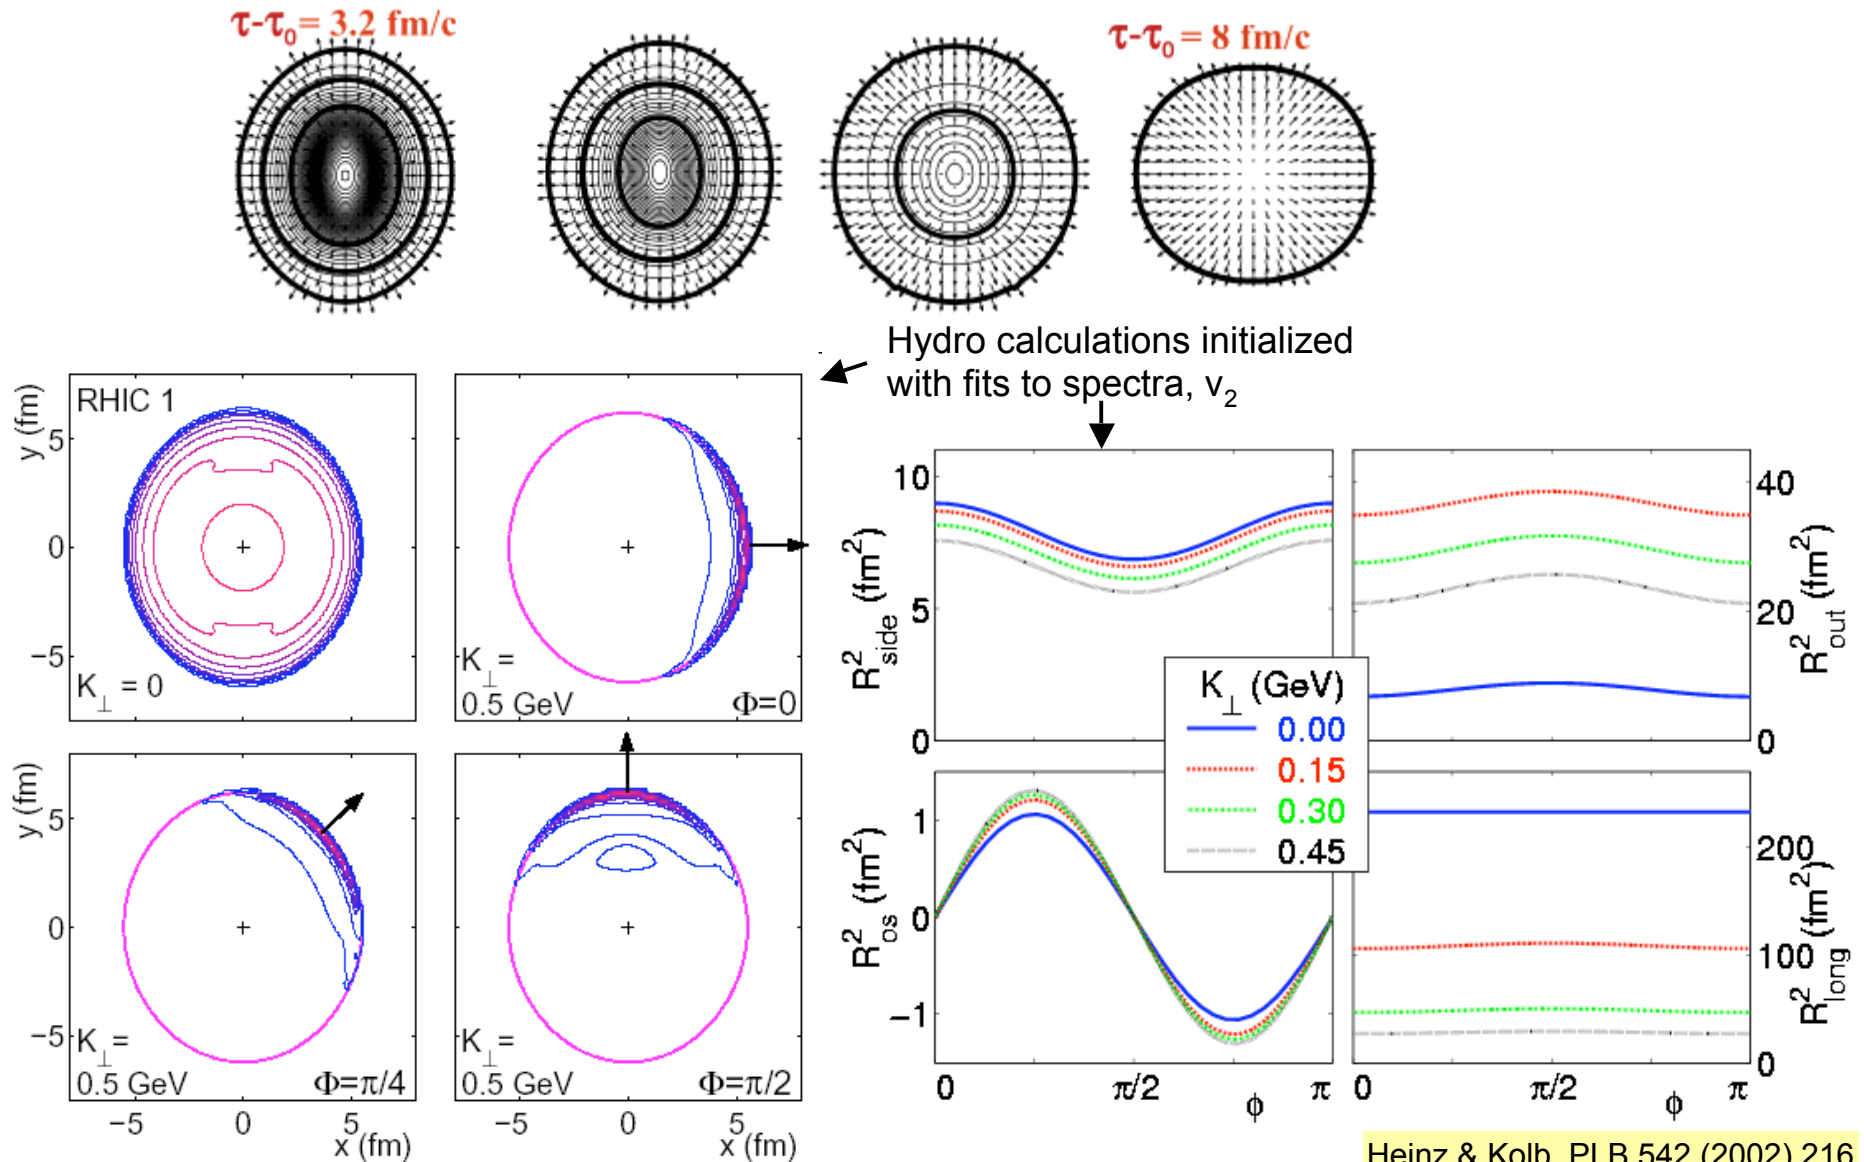 τ-τ₀ = 3.2 fm/c
τ-τ₀ = 8 fm/c
Hydro calculations initialized
with fits to spectra, v₂
RHIC 1
y (fm)
5
0
−5
K⊥ = 0
K⊥ =
0.5 GeV
Φ=0
y (fm)
5
0
−5
K⊥ =
0.5 GeV
Φ=π/4
−5
0
5
x (fm)
K⊥ =
0.5 GeV
Φ=π/2
−5
0
5
x (fm)
10
5
0
R²side (fm²)
40
20
0
R²out (fm²)
K⊥ (GeV)
0.00
0.15
0.30
0.45
1
0
−1
R²os (fm²)
0
π/2
ϕ
π
200
100
0
R²long (fm²)
0
π/2
ϕ
π
Heinz & Kolb, PLB 542 (2002) 216